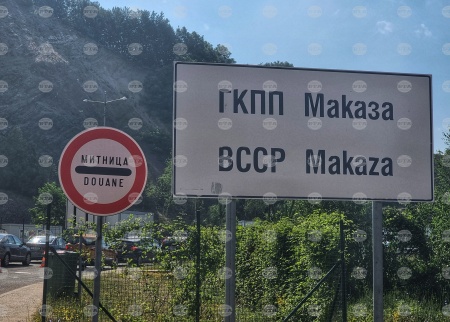 МИТНИЦА
DOUANE
ГКПП Маказа
BCCP Makaza